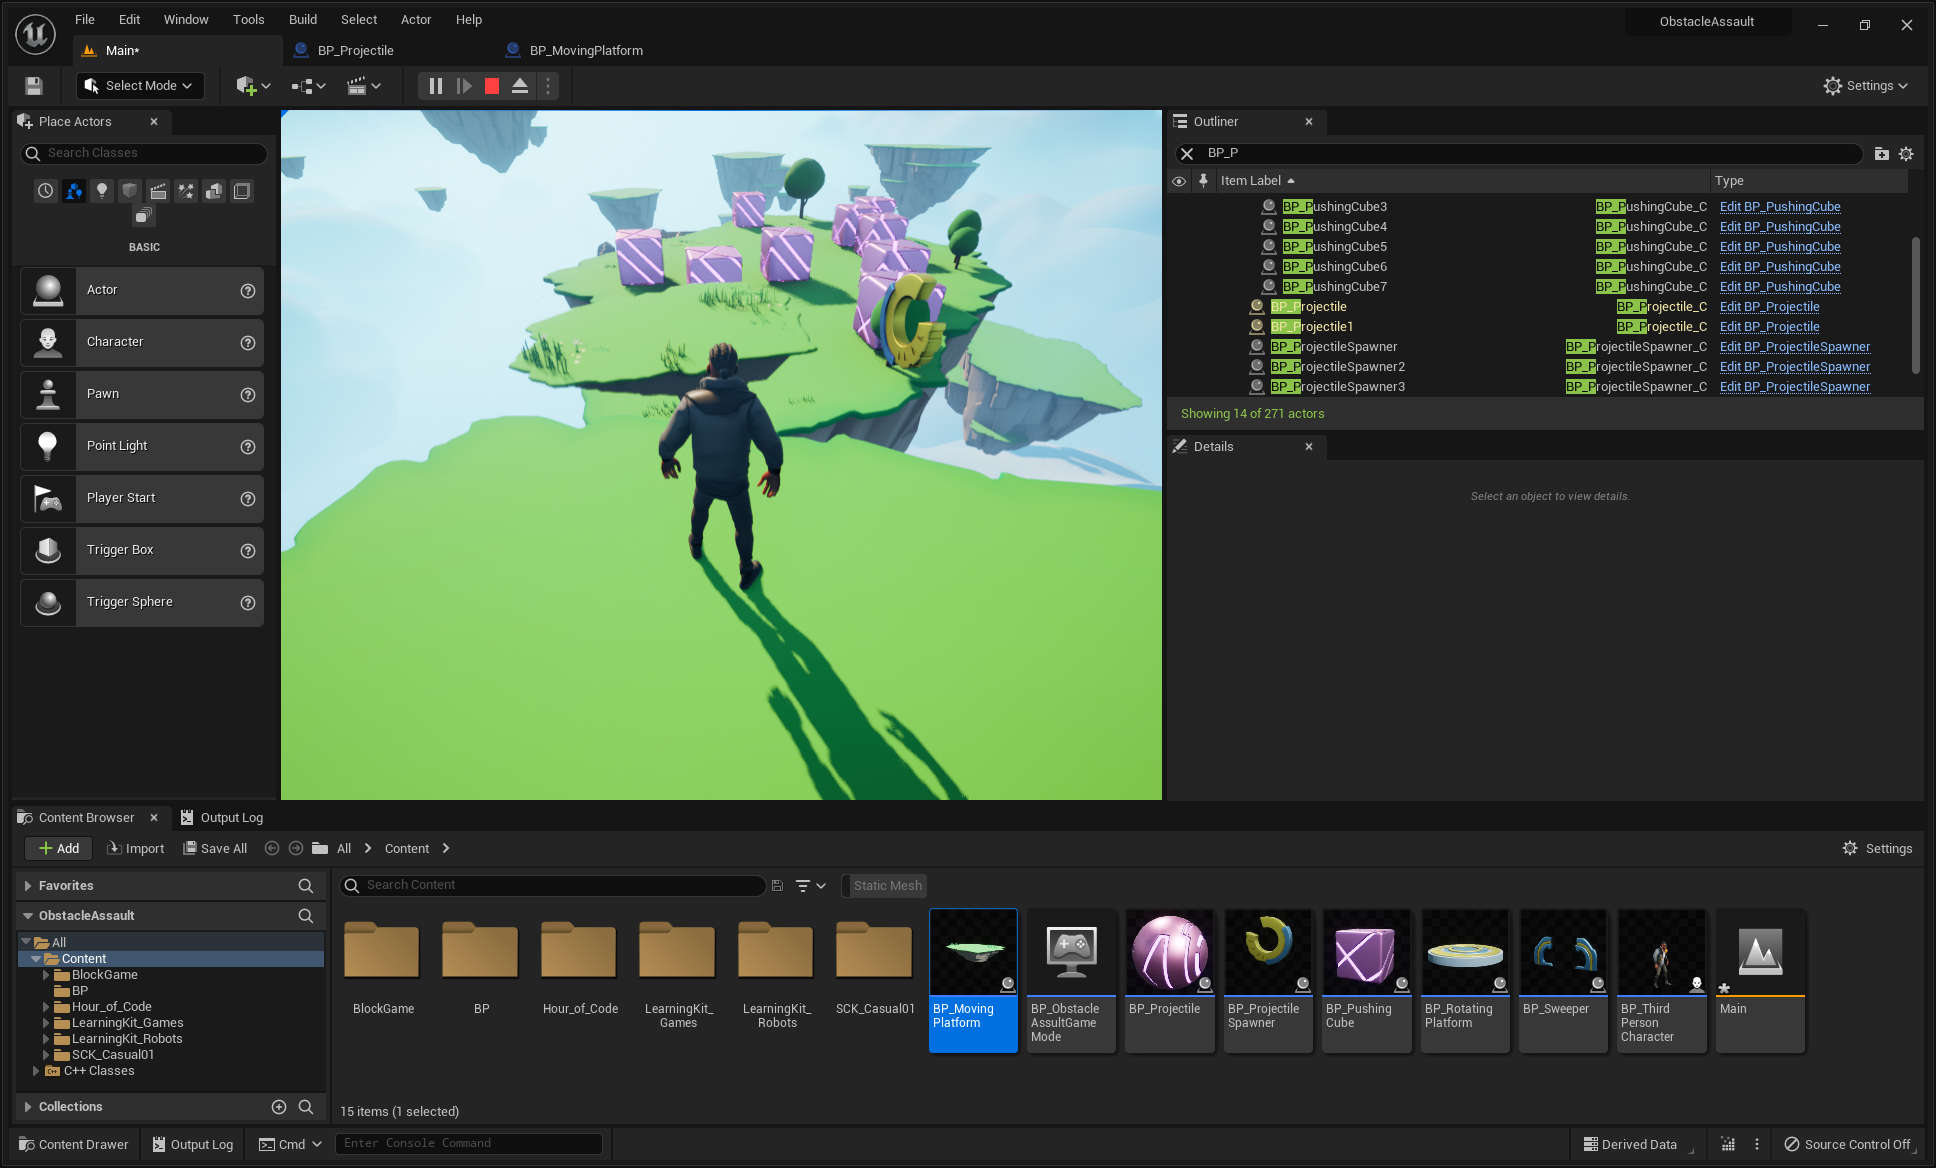 File Edit Window Tools Build Select Actor Help
ObstacleAssault
Main*
BP_Projectile
BP_MovingPlatform
Select Mode
Settings
Place Actors
Search Classes
BASIC
Actor
Character
Pawn
Point Light
Player Start
Trigger Box
Trigger Sphere
Outliner
BP_P
Item Label Type
BP_PushingCube3 BP_PushingCube_C Edit BP_PushingCube
BP_PushingCube4 BP_PushingCube_C Edit BP_PushingCube
BP_PushingCube5 BP_PushingCube_C Edit BP_PushingCube
BP_PushingCube6 BP_PushingCube_C Edit BP_PushingCube
BP_PushingCube7 BP_PushingCube_C Edit BP_PushingCube
BP_Projectile BP_Projectile_C Edit BP_Projectile
BP_Projectile1 BP_Projectile_C Edit BP_Projectile
BP_ProjectileSpawner BP_ProjectileSpawner_C Edit BP_ProjectileSpawner
BP_ProjectileSpawner2 BP_ProjectileSpawner_C Edit BP_ProjectileSpawner
BP_ProjectileSpawner3 BP_ProjectileSpawner_C Edit BP_ProjectileSpawner
Showing 14 of 271 actors
Details
Select an object to view details.
Content Browser
Output Log
Add Import Save All All Content
Settings
Favorites
ObstacleAssault
All
Content
BlockGame
BP
Hour_of_Code
LearningKit_Games
LearningKit_Robots
SCK_Casual01
C++ Classes
Collections
Search Content
Static Mesh
BlockGame
BP
Hour_of_Code
LearningKit_
Games
LearningKit_
Robots
SCK_Casual01
BP_Moving
Platform
BP_Obstacle
AssultGame
Mode
BP_Projectile
BP_Projectile
Spawner
BP_Pushing
Cube
BP_Rotating
Platform
BP_Sweeper
BP_Third
Person
Character
Main
15 items (1 selected)
Content Drawer Output Log Cmd Enter Console Command
Derived Data
Source Control Off